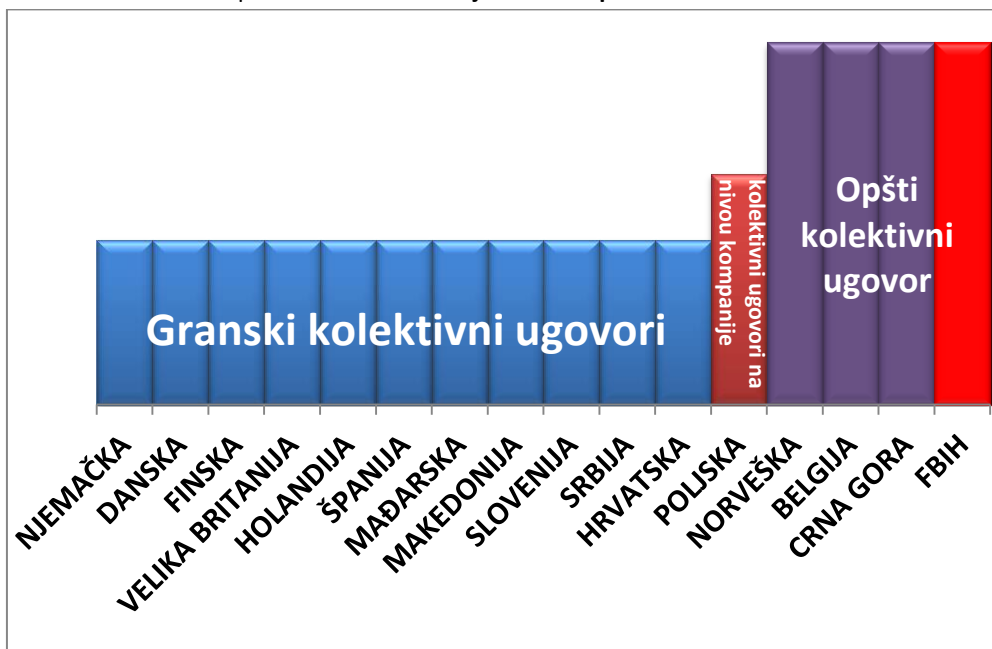 Granski kolektivni ugovori
kolektivni ugovori na
nivou kompanije
Opšti
kolektivni
ugovor
NJEMAČKA
DANSKA
FINSKA
VELIKA BRITANIJA
HOLANDIJA
ŠPANIJA
MAĐARSKA
MAKEDONIJA
SLOVENIJA
SRBIJA
HRVATSKA
POLJSKA
NORVEŠKA
BELGIJA
CRNA GORA
FBIH